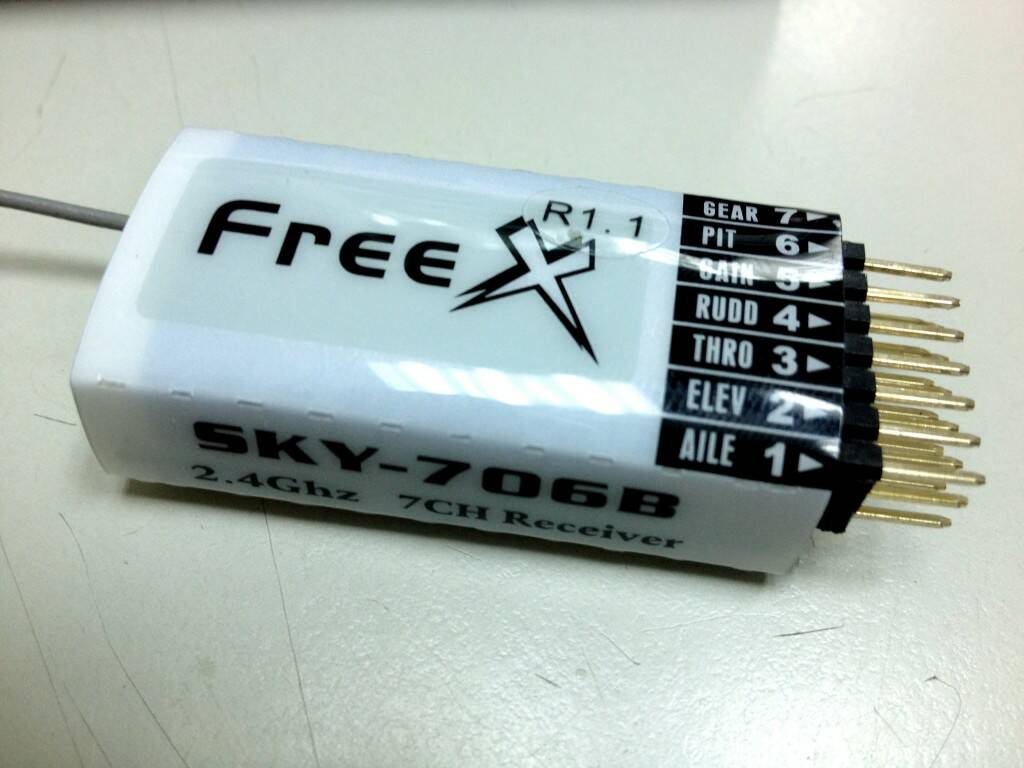 FREEX
R1.1
GEAR 7
PIT 6
GAIN 5
RUDD 4
THRO 3
ELEV 2
AILE 1
SKY-706B
2.4Ghz 7CH Receiver